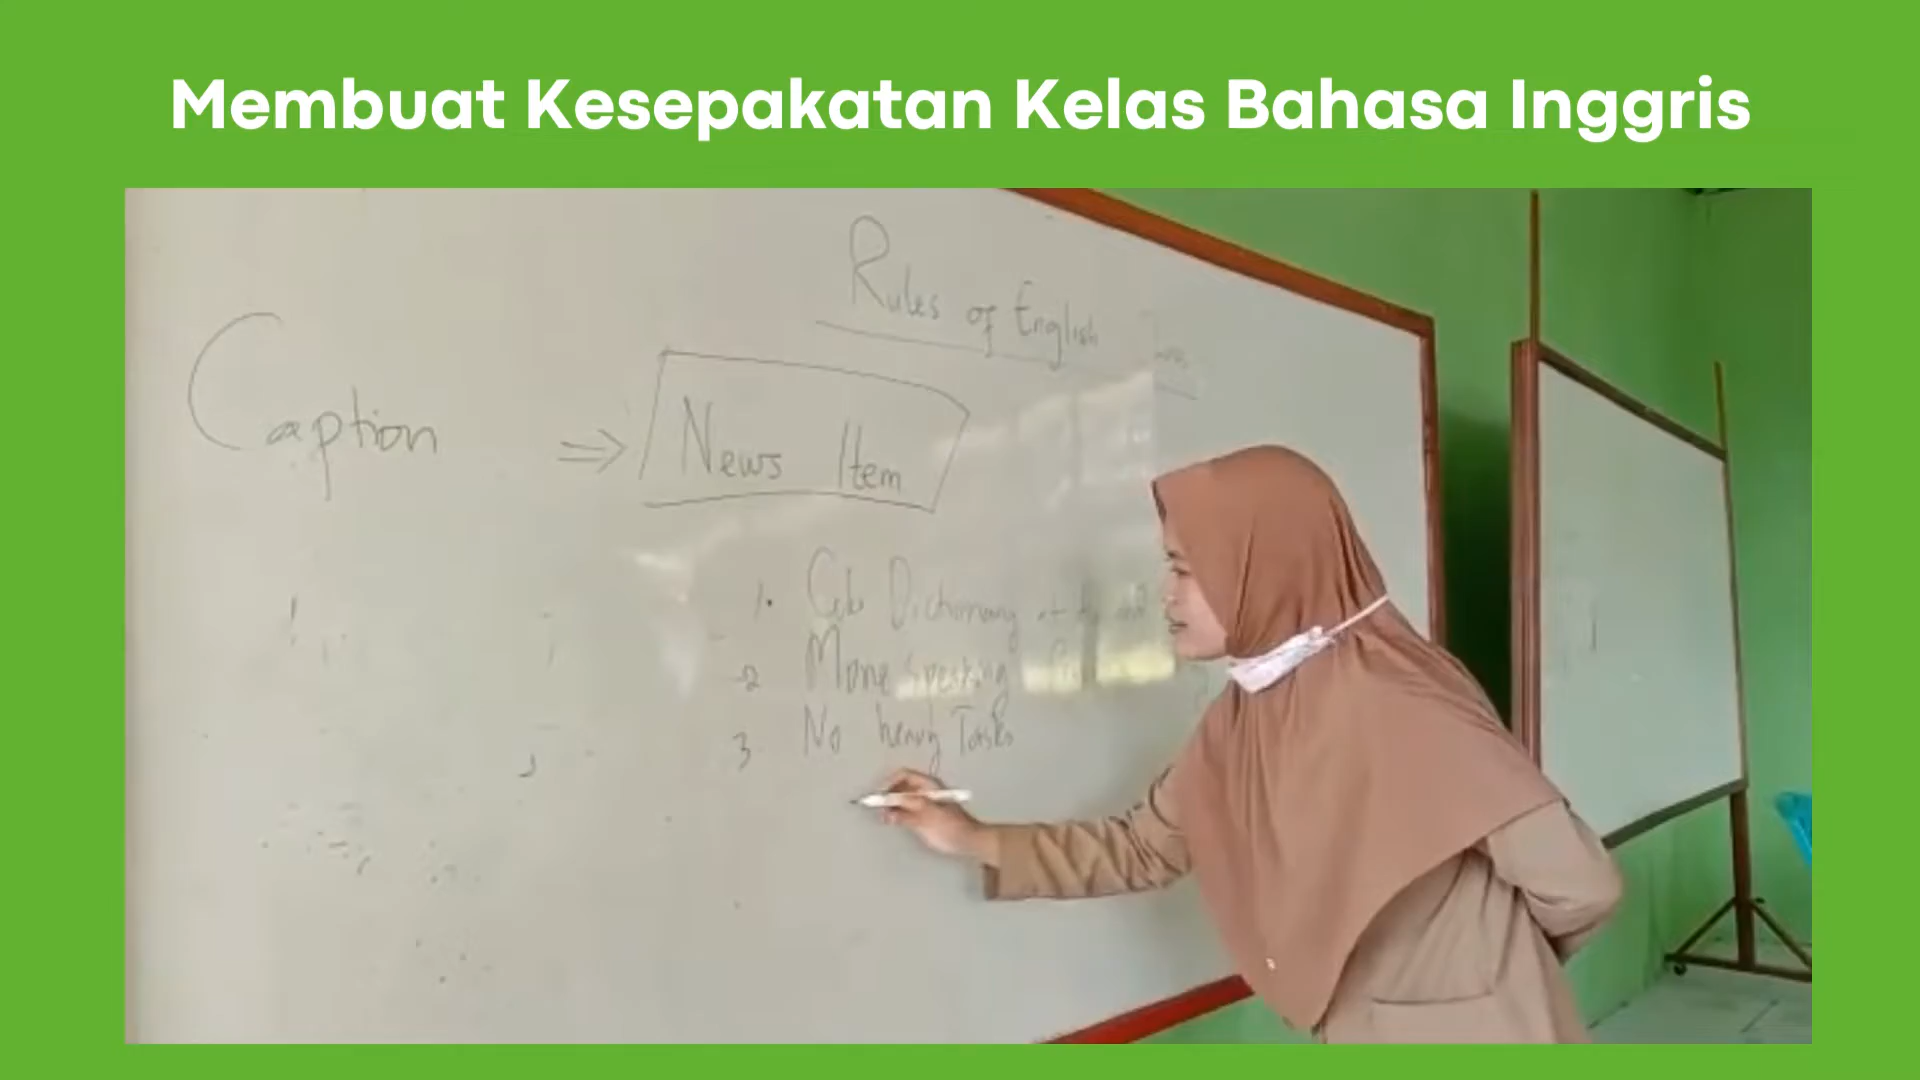 Membuat Kesepakatan Kelas Bahasa Inggris
Rules of English
Caption ⇒ News Item
1. Dictionary
2 More Speaking
3 No heavy Tasks